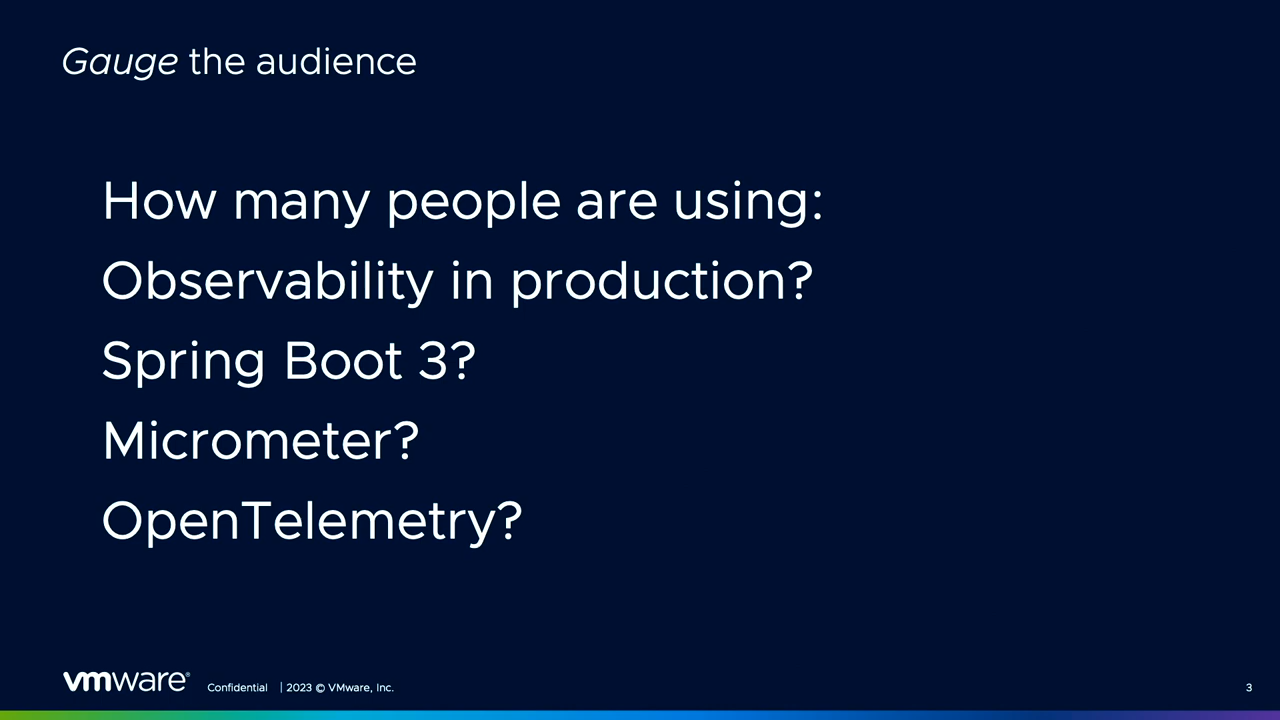 Gauge the audience
How many people are using:
Observability in production?
Spring Boot 3?
Micrometer?
OpenTelemetry?
vmware® Confidential | 2023 © VMware, Inc. 3